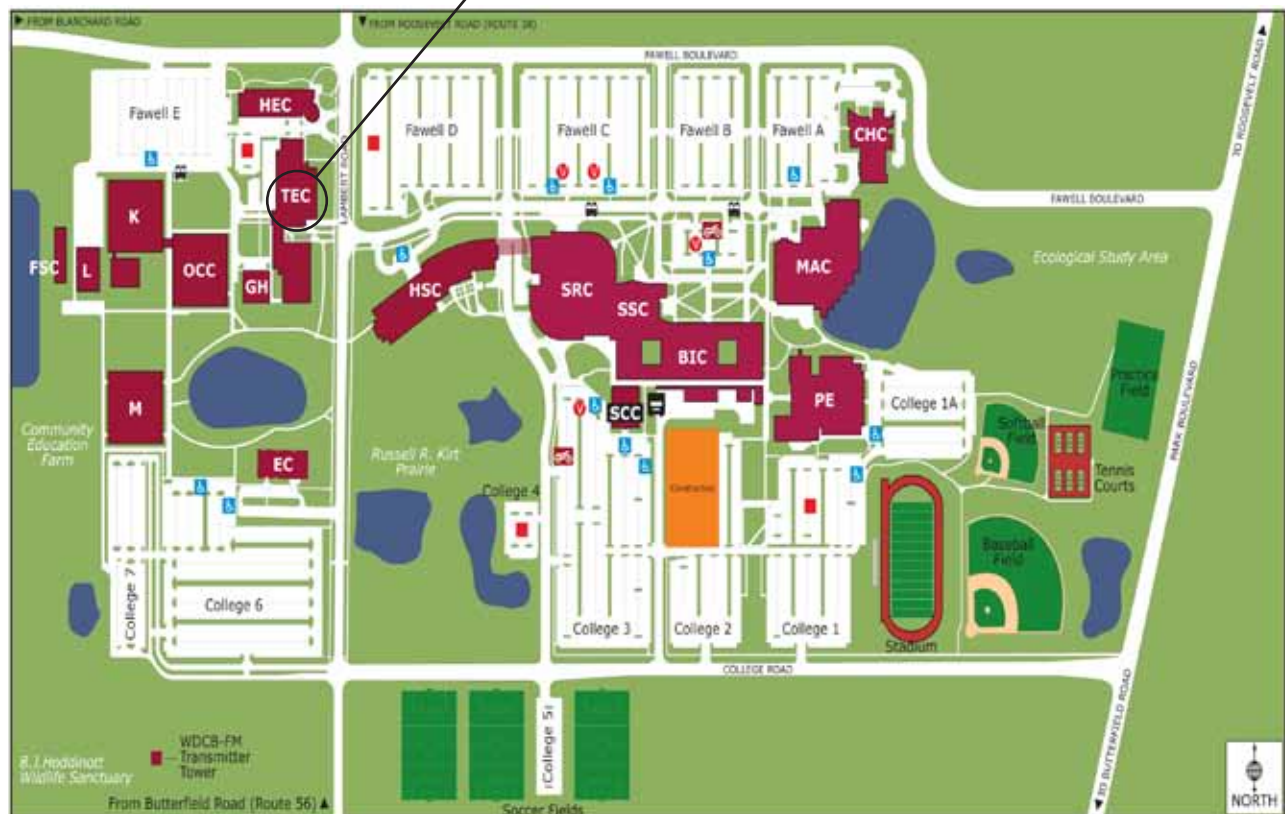 FROM BLANCHARD ROAD
FROM ROOSEVELT ROAD (ROUTE 38)
FAWELL BOULEVARD
TO ROOSEVELT ROAD
Fawell E
HEC
LAMBERT ROAD
Fawell D
Fawell C
Fawell B
Fawell A
CHC
TEC
FAWELL BOULEVARD
K
FSC
L
OCC
GH
HSC
SRC
SSC
MAC
Ecological Study Area
BIC
M
SCC
PE
College 1A
Practice
Field
PARK BOULEVARD
Softball
Field
Tennis
Courts
Community
Education
Farm
EC
Russell R. Kirt
Prairie
College 4
Construction
Baseball
Field
College 7
College 6
College 3
College 2
College 1
Stadium
COLLEGE ROAD
College 5
WDCB-FM
Transmitter
Tower
B.J.Hoddinott
Wildlife Sanctuary
From Butterfield Road (Route 56)
Soccer Fields
TO BUTTERFIELD ROAD
NORTH